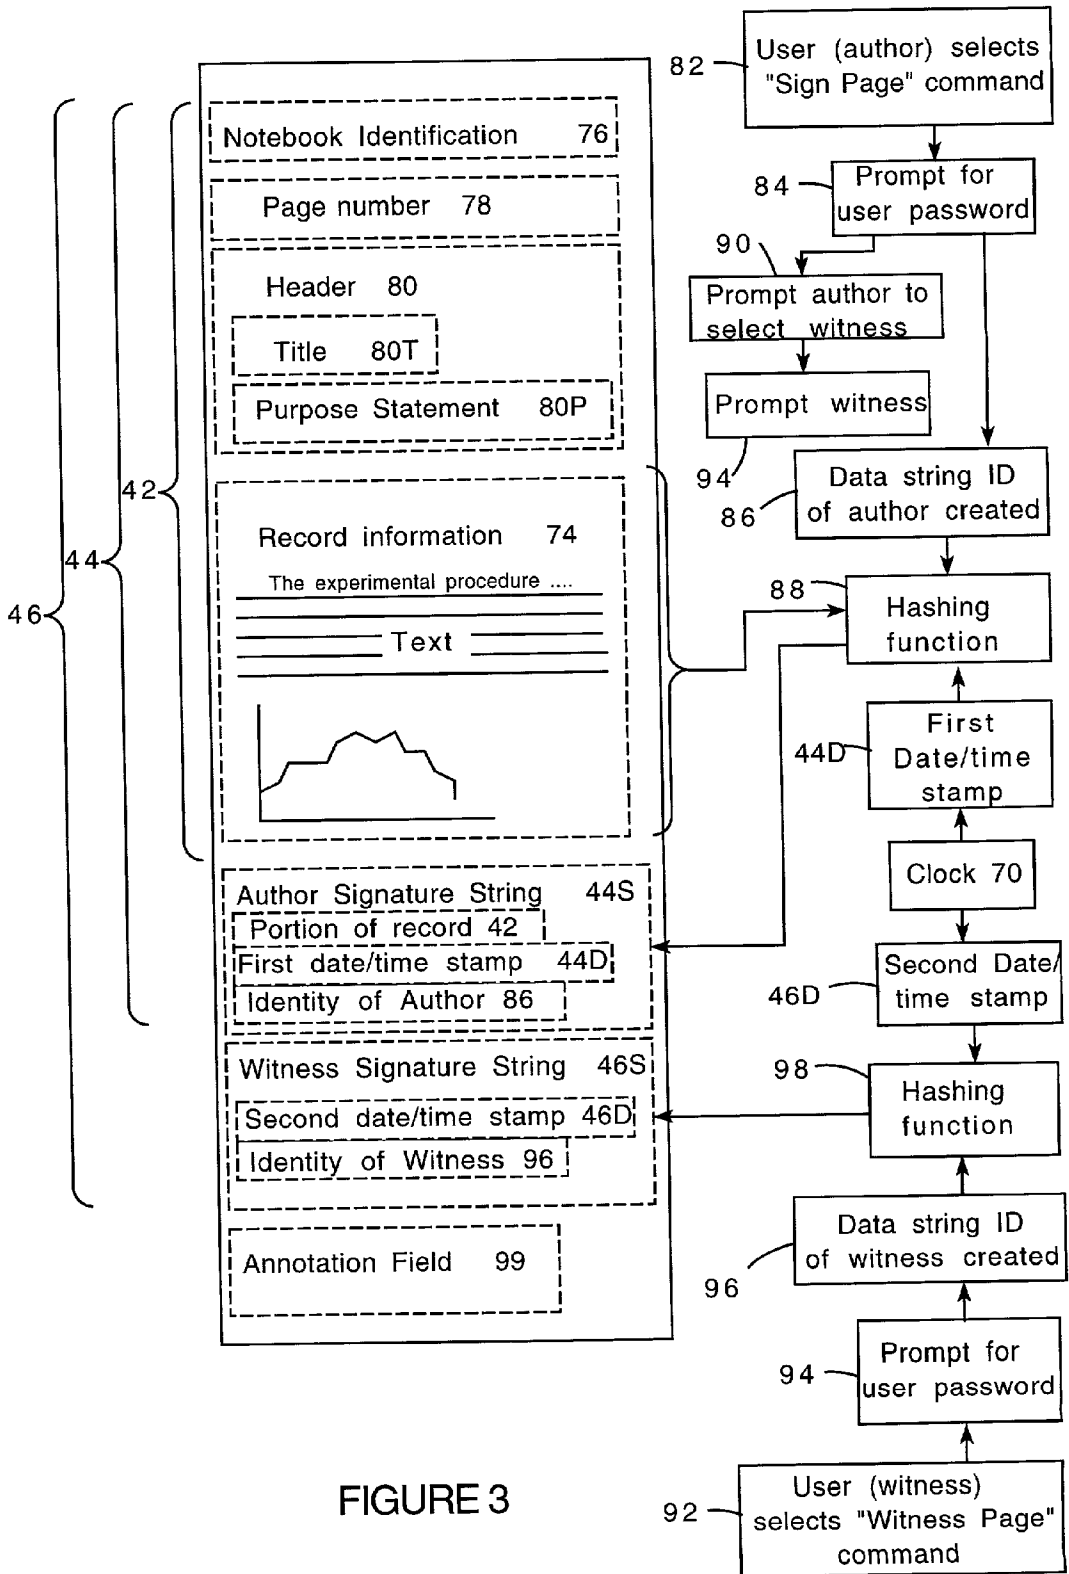 Notebook Identification 76
Page number 78
Header 80
Title 80T
Purpose Statement 80P
Record information 74
The experimental procedure ....
Text
Author Signature String 44S
Portion of record 42
First date/time stamp 44D
Identity of Author 86
Witness Signature String 46S
Second date/time stamp 46D
Identity of Witness 96
Annotation Field 99
42
44
46
82
User (author) selects
"Sign Page" command
84
Prompt for
user password
90
Prompt author to
select witness
Prompt witness
94
Data string ID
of author created
86
88
Hashing
function
44D
First
Date/time
stamp
Clock 70
46D
Second Date/
time stamp
98
Hashing
function
Data string ID
of witness created
96
94
Prompt for
user password
92
User (witness)
selects "Witness Page"
command
FIGURE 3